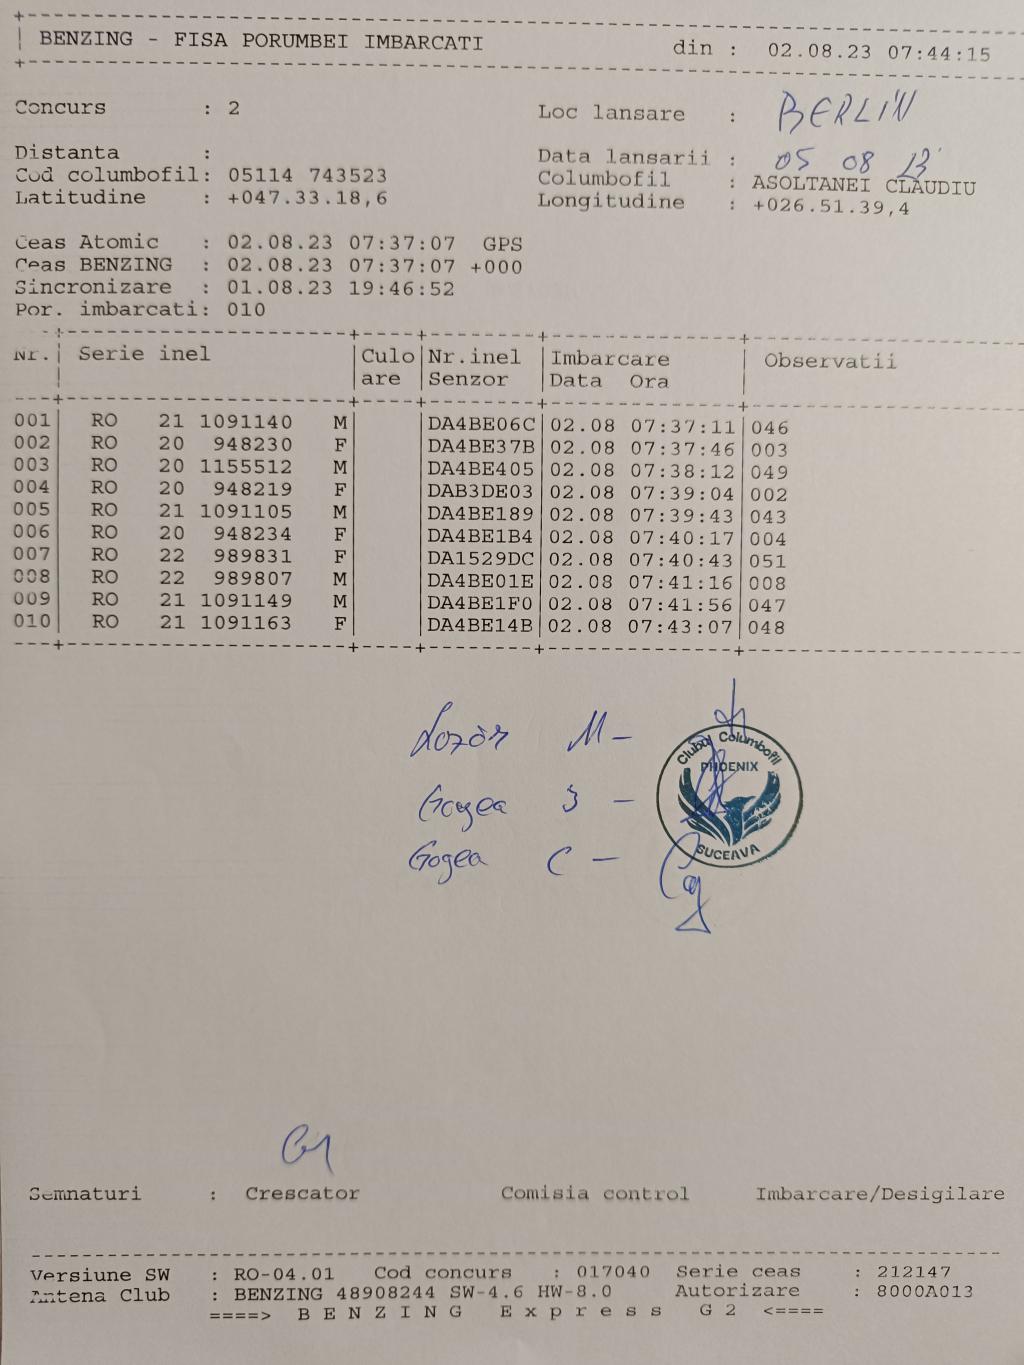 BENZING - FISA PORUMBEI IMBARCATI din : 02.08.23 07:44:15
Concurs : 2 Loc lansare : BERLIN
Distanta : Data lansarii : 05 08 23
Cod columbofil: 05114 743523 Columbofil : ASOLTANEI CLAUDIU
Latitudine : +047.33.18,6 Longitudine : +026.51.39,4
Ceas Atomic : 02.08.23 07:37:07 GPS
Ceas BENZING : 02.08.23 07:37:07 +000
Sincronizare : 01.08.23 19:46:52
Por. imbarcati: 010
Nr. Serie inel Culo Nr.inel Imbarcare Observatii
are Senzor Data Ora
001 RO 21 1091140 M DA4BE06C 02.08 07:37:11 046
002 RO 20 948230 F DA4BE37B 02.08 07:37:46 003
003 RO 20 1155512 M DA4BE405 02.08 07:38:12 049
004 RO 20 948219 F DAB3DE03 02.08 07:39:04 002
005 RO 21 1091105 M DA4BE189 02.08 07:39:43 043
006 RO 20 948234 F DA4BE1B4 02.08 07:40:17 004
007 RO 22 989831 F DA1529DC 02.08 07:40:43 051
008 RO 22 989807 M DA4BE01E 02.08 07:41:16 008
009 RO 21 1091149 M DA4BE1F0 02.08 07:41:56 047
010 RO 21 1091163 F DA4BE14B 02.08 07:43:07 048
M -
Clubul Columbofil
PHOENIX
SUCEAVA
Gogea -
Gogea C -
Semnaturi : Crescator Comisia control Imbarcare/Desigilare
Versiune SW : RO-04.01 Cod concurs : 017040 Serie ceas : 212147
Antena Club : BENZING 48908244 SW-4.6 HW-8.0 Autorizare : 8000A013
====> B E N Z I N G E x p r e s s G 2 <====